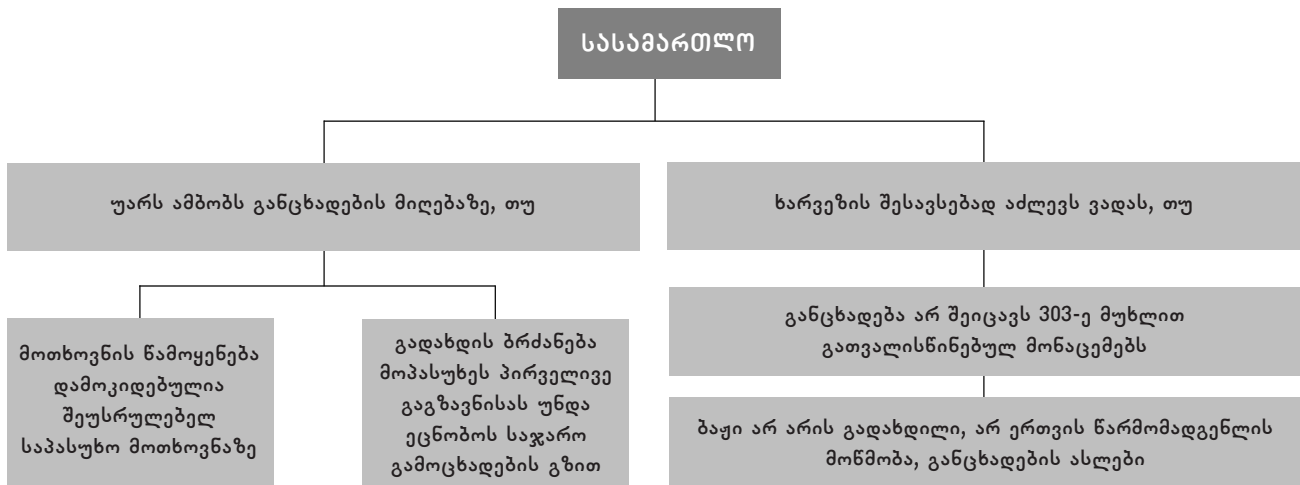 სასამართლო
უარს ამბობს განცხადების მიღებაზე, თუ
ხარვეზის შესავსებად აძლევს ვადას, თუ
მოთხოვნის წამოყენება
დამოკიდებულია
შეუსრულებელ
საპასუხო მოთხოვნაზე
გადახდის ბრძანება
მოპასუხეს პირველივე
გაგზავნისას უნდა
ეცნობოს საჯარო
გამოცხადების გზით
განცხადება არ შეიცავს 303-ე მუხლით
გათვალისწინებულ მონაცემებს
ბაჟი არ არის გადახდილი, არ ერთვის წარმომადგენლის
მოწმობა, განცხადების ასლები